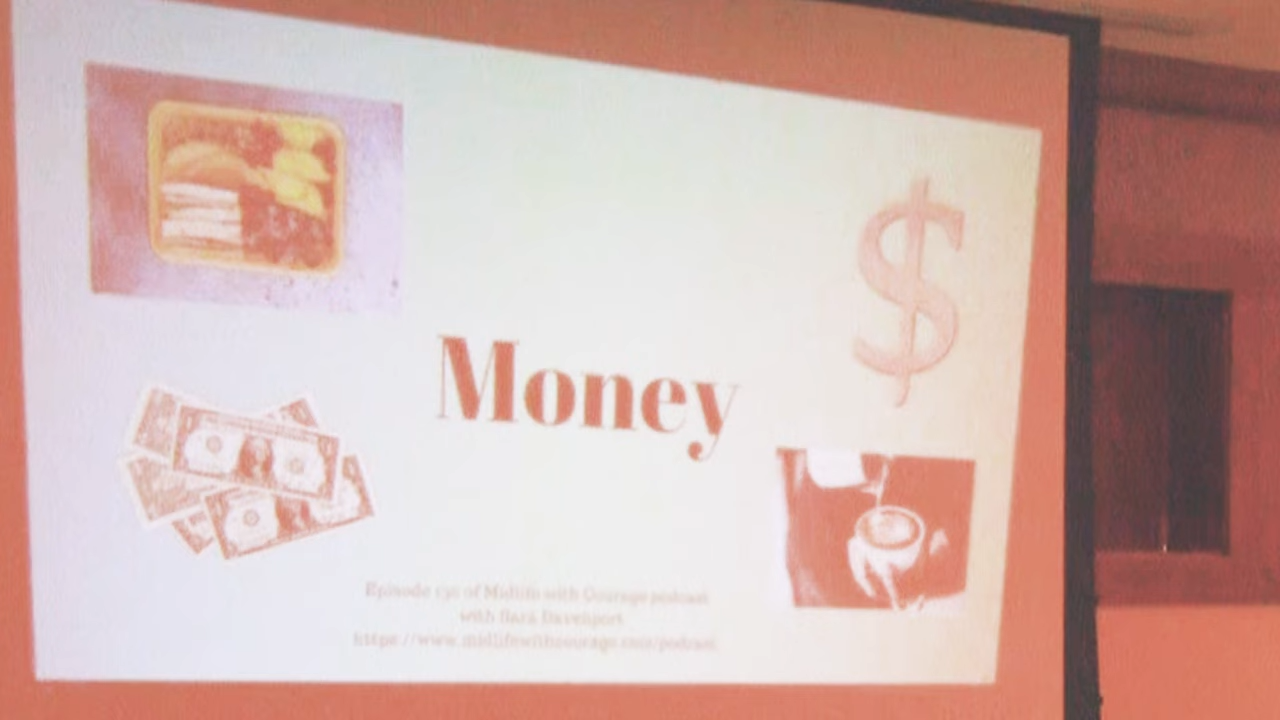 Money
Episode of Midlife with Courage podcast
with Sara Davenport
https://www.midlifewithcourage.com/podcast